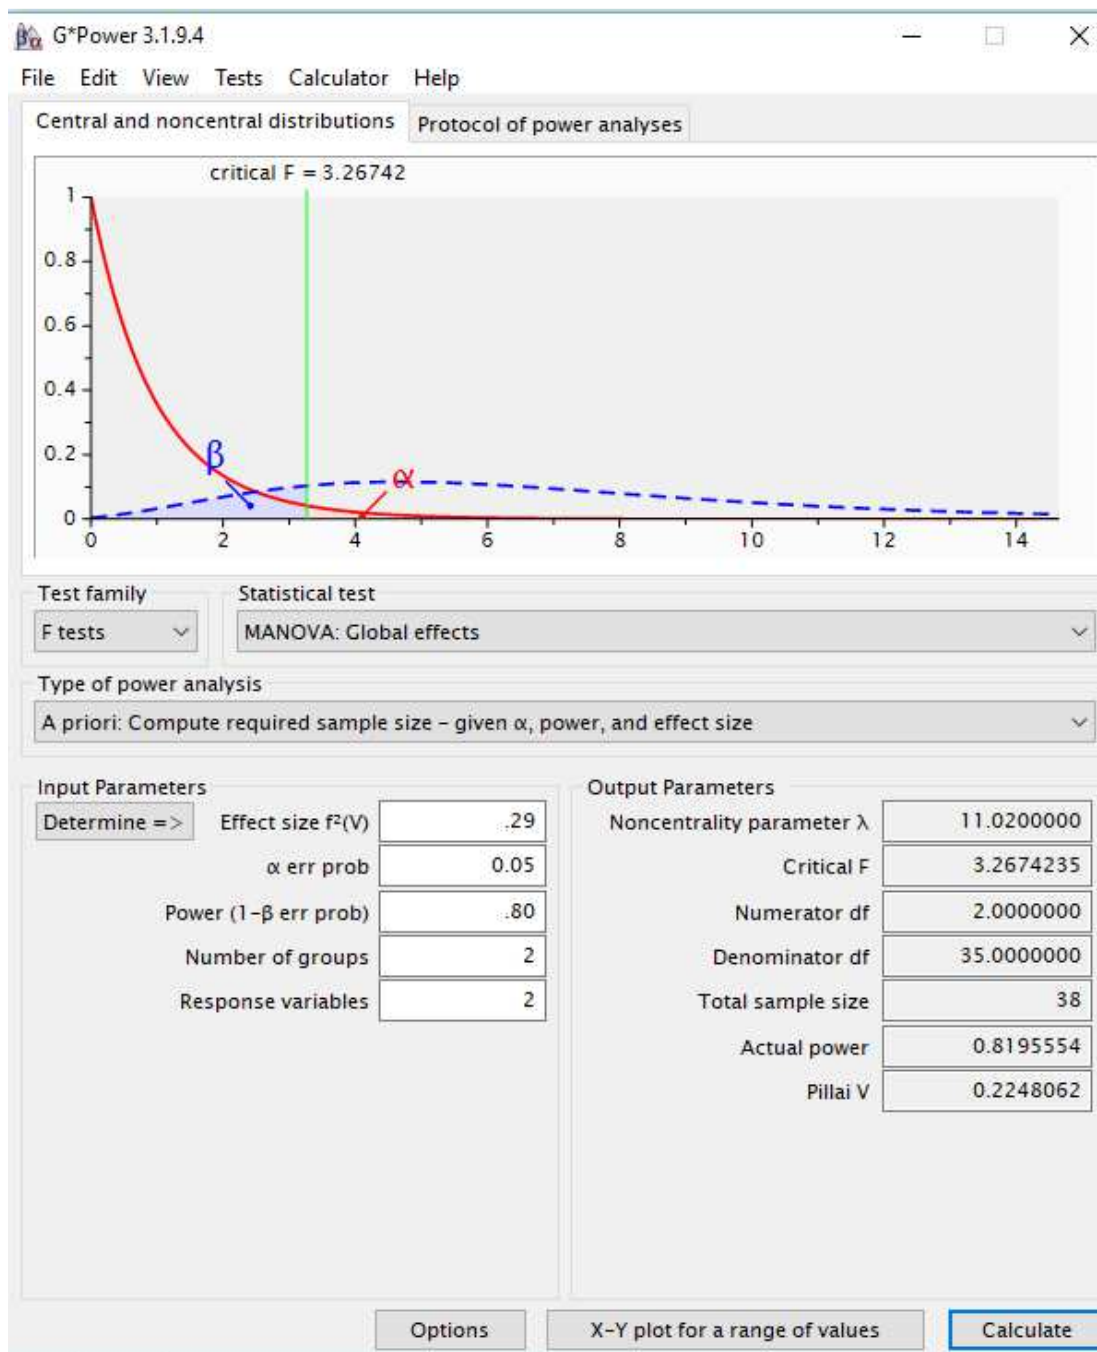 G*Power 3.1.9.4
File Edit View Tests Calculator Help
Central and noncentral distributions Protocol of power analyses
critical F = 3.26742
1
0.8
0.6
0.4
0.2
0
β
α
0 2 4 6 8 10 12 14
Test family Statistical test
F tests MANOVA: Global effects
Type of power analysis
A priori: Compute required sample size – given α, power, and effect size
Input Parameters Output Parameters
Determine => Effect size f²(V) .29 Noncentrality parameter λ 11.0200000
α err prob 0.05 Critical F 3.2674235
Power (1–β err prob) .80 Numerator df 2.0000000
Number of groups 2 Denominator df 35.0000000
Response variables 2 Total sample size 38
Actual power 0.8195554
Pillai V 0.2248062
Options X–Y plot for a range of values Calculate